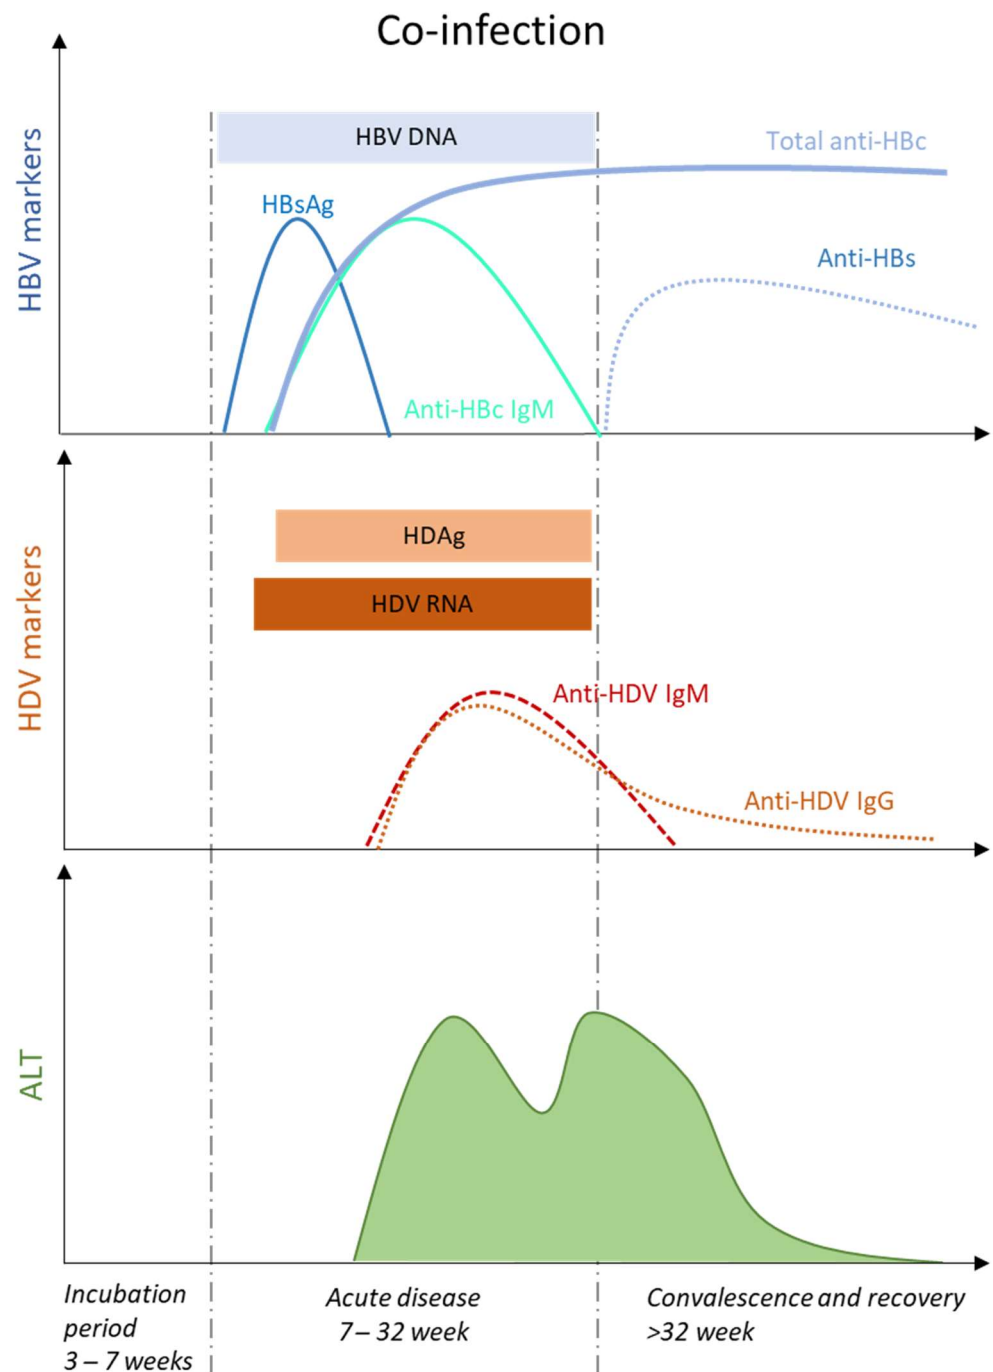 Co-infection
HBV markers
HBV DNA
Total anti-HBc
HBsAg
Anti-HBs
Anti-HBc IgM
HDV markers
HDAg
HDV RNA
Anti-HDV IgM
Anti-HDV IgG
ALT
Incubation
period
3 – 7 weeks
Acute disease
7 – 32 week
Convalescence and recovery
>32 week